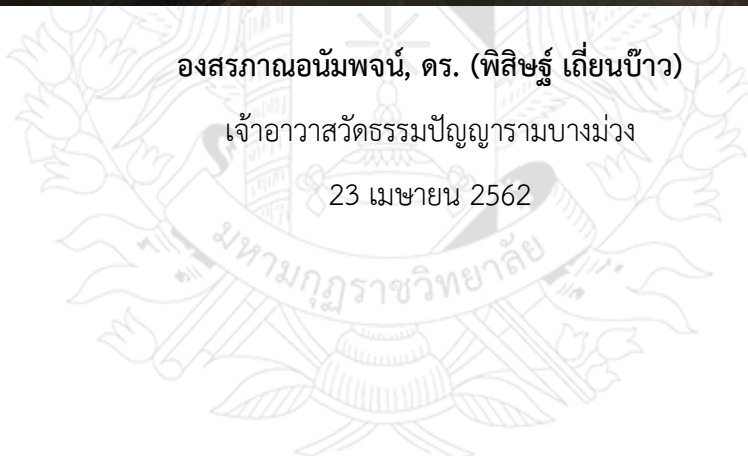 องสรภาณอนัมพจน์, ดร. (พิสิษฐ์ เถี่ยนบ๊าว)
เจ้าอาวาสวัดธรรมปัญญารามบางม่วง
23 เมษายน 2562
มหามกุฏราชวิทยาลัย